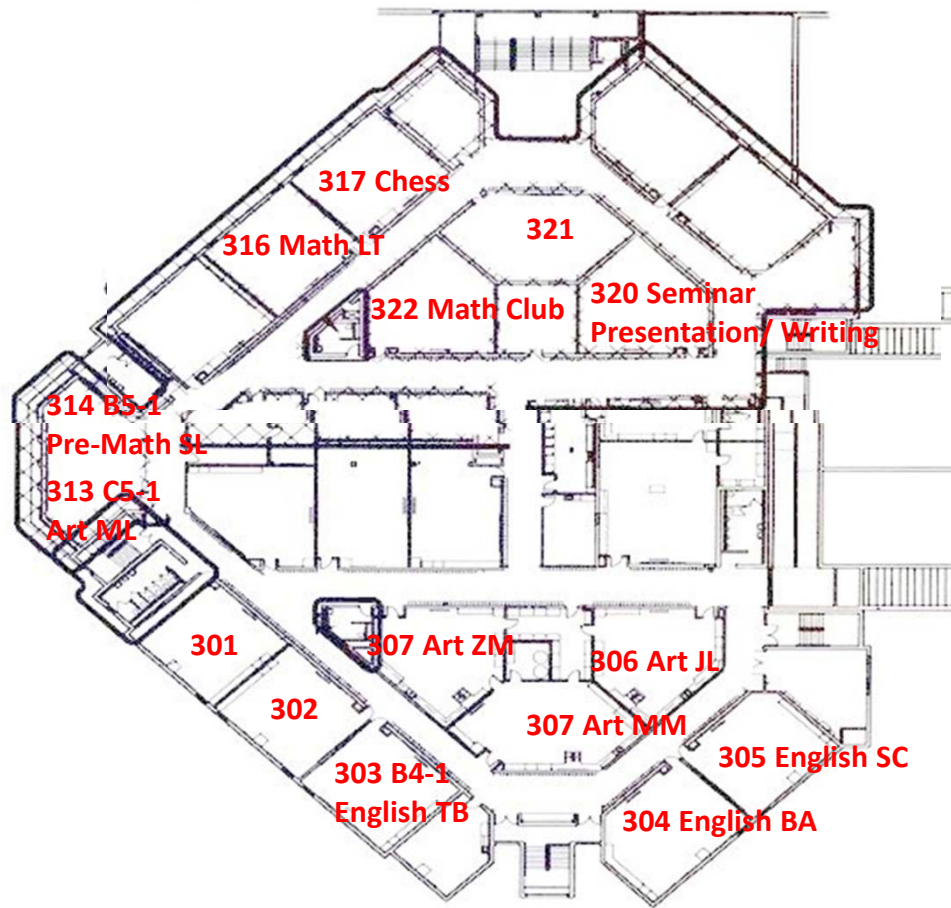 317 Chess
321
316 Math LT
322 Math Club
320 Seminar
Presentation/ Writing
314 B5-1
Pre-Math SL
313 C5-1
Art ML
301
307 Art ZM
306 Art JL
302
307 Art MM
303 B4-1
English TB
305 English SC
304 English BA